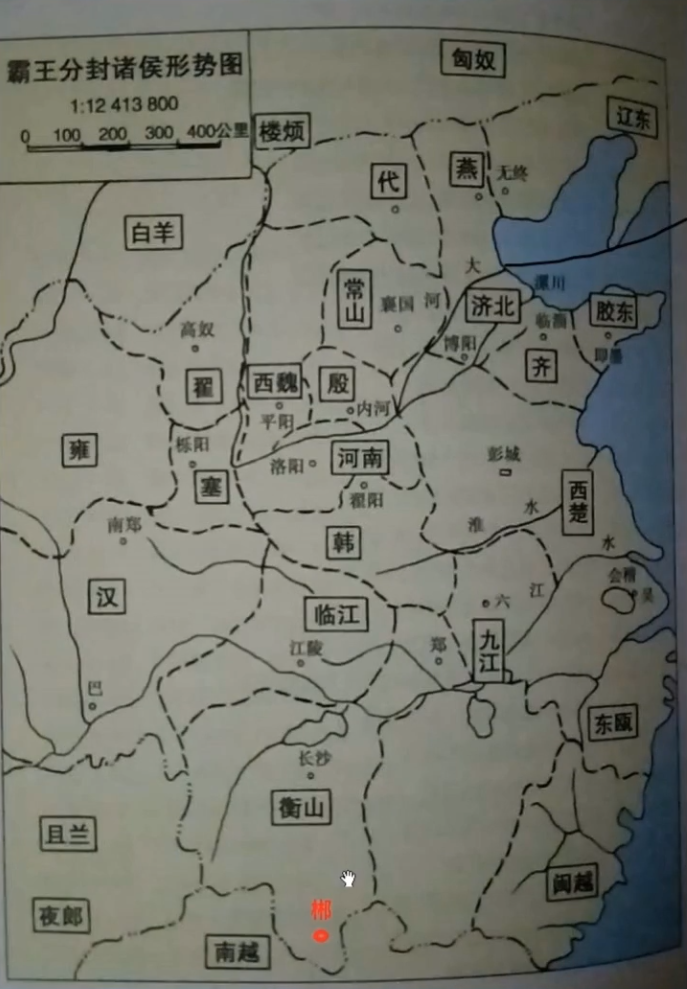 霸王分封诸侯形势图
1:12 413 800
0 100 200 300 400公里
匈奴
辽东
楼烦
代
燕
无终
白羊
大
漯川
常山
襄国
河
济北
临淄
胶东
高奴
博阳
即墨
齐
翟
西魏
殷
内河
平阳
雍
栎阳
洛阳
河南
彭城
塞
翟阳
西楚
南郑
淮
水
韩
水
汉
会稽
吴
临江
六
江
江陵
郑
九江
巴
东瓯
长沙
衡山
且兰
闽越
夜郎
郴
南越